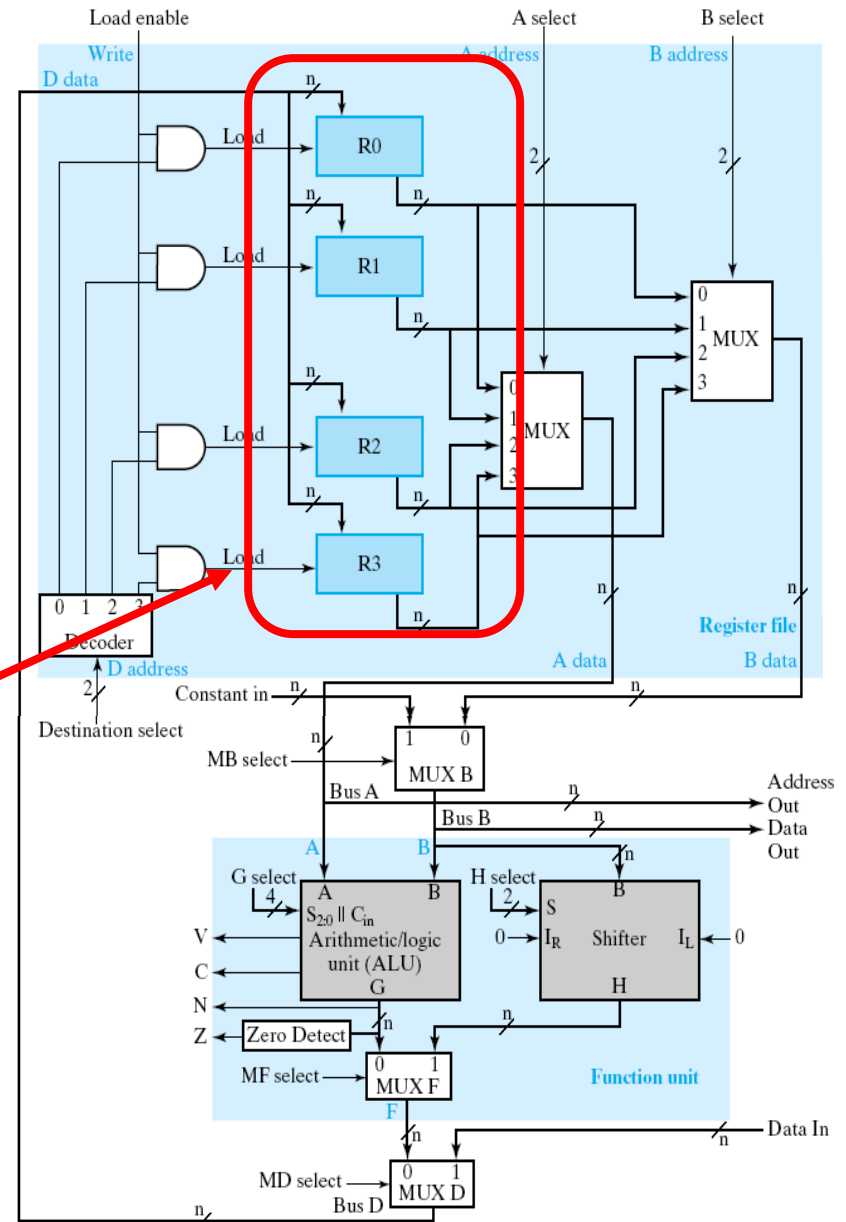 Load enable
A select
B select
Write
A address
B address
D data
n
2
2
Load
R0
n
n
Load
R1
0
1
2
3
MUX
n
n
0
1
2
3
MUX
Load
R2
n
n
Load
R3
n
n
n
0 1 2 3
Decoder
Register file
D address
A data
B data
2
Constant in
n
n
Destination select
n
1 0
MB select
MUX B
Bus A
n
Address
Out
Bus B
n
Data
Out
A
B
n
G select
H select
4
A
B
2
B
S2:0 || Cin
S
V
Arithmetic/logic
unit (ALU)
0
IR
Shifter
IL
0
C
G
H
N
n
n
Z
Zero Detect
0 1
MF select
MUX F
Function unit
F
n
Data In
n
0 1
MD select
MUX D
Bus D
n